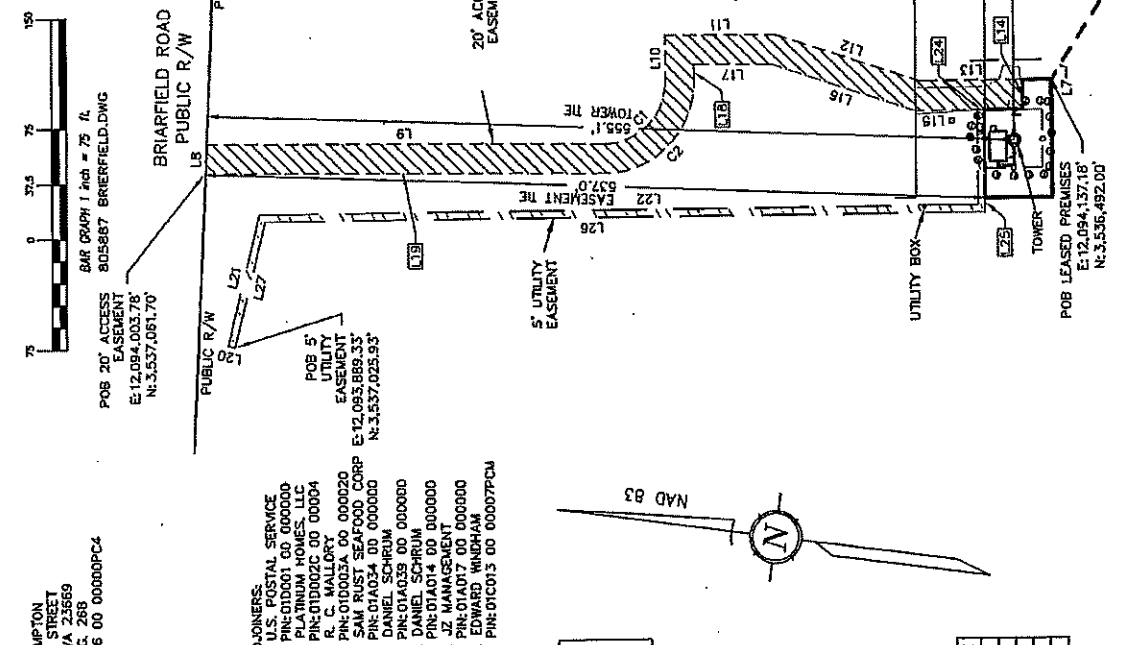 MPTON
STREET
VA 23669
G. 268
6 00 00000PC4
150
75
37.5
0
75
BAR GRAPH 1 inch = 75 ft.
805887 BRIERFIELD.DWG
POB 20' ACCESS
EASEMENT
E:12,094,003.78'
N:3,537,061.70'
BRIARFIELD ROAD
PUBLIC R/W
PUBLIC R/W
L8
P
20' ACC
EASEM
L9
555.1'
TOWER TIE
L10
L11
L12
L17
L18
L16
C1
C2
L19
537.0'
EASEMENT TIE
L22
L26
L21
L27
L20
POB 5'
UTILITY
EASEMENT
E:12,093,889.33'
N:3,537,025.93'
5' UTILITY
EASEMENT
L24
L14
L13
L15
L7
L25
UTILITY BOX
TOWER
POB LEASED PREMISES
E:12,094,137.18'
N:3,536,492.00'
DJOINERS:
U.S. POSTAL SERVICE
PIN:01D001 00 000000
PLATINUM HOMES, LLC
PIN:01D002C 00 00004
R. C. MALLORY
PIN:01D003A 00 000020
SAM RUST SEAFOOD CORP
PIN:01A034 00 000000
DANIEL SCHRUM
PIN:01A039 00 000000
DANIEL SCHRUM
PIN:01A014 00 000000
JZ MANAGEMENT
PIN:01A017 00 000000
EDWARD WINDHAM
PIN:01C013 00 00007PCM
NAD 83
N